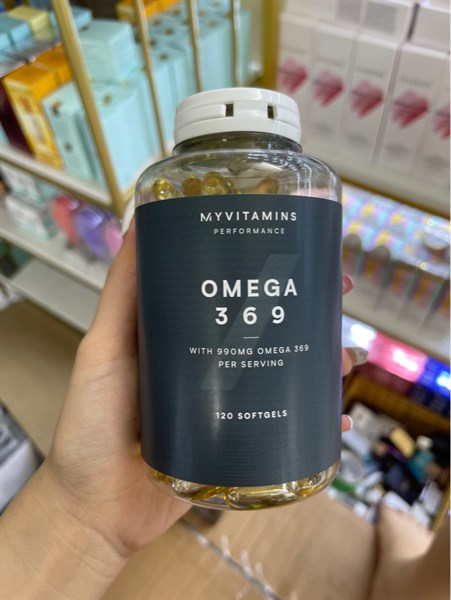 MYVITAMINS
PERFORMANCE
OMEGA
369
WITH 990MG OMEGA 369
PER SERVING
120 SOFTGELS